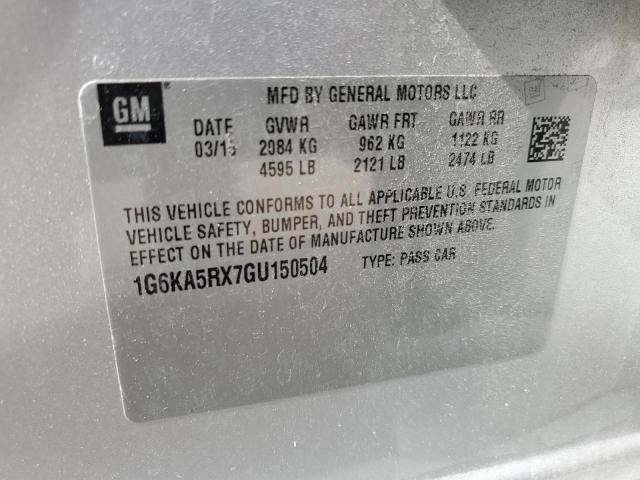 GM
MFD BY GENERAL MOTORS LLC
DATE GVWR GAWR FRT GAWR RR
03/15 2084 KG 962 KG 1122 KG
4595 LB 2121 LB 2474 LB
THIS VEHICLE CONFORMS TO ALL APPLICABLE U.S. FEDERAL MOTOR
VEHICLE SAFETY, BUMPER, AND THEFT PREVENTION STANDARDS IN
EFFECT ON THE DATE OF MANUFACTURE SHOWN ABOVE.
1G6KA5RX7GU150504 TYPE: PASS CAR